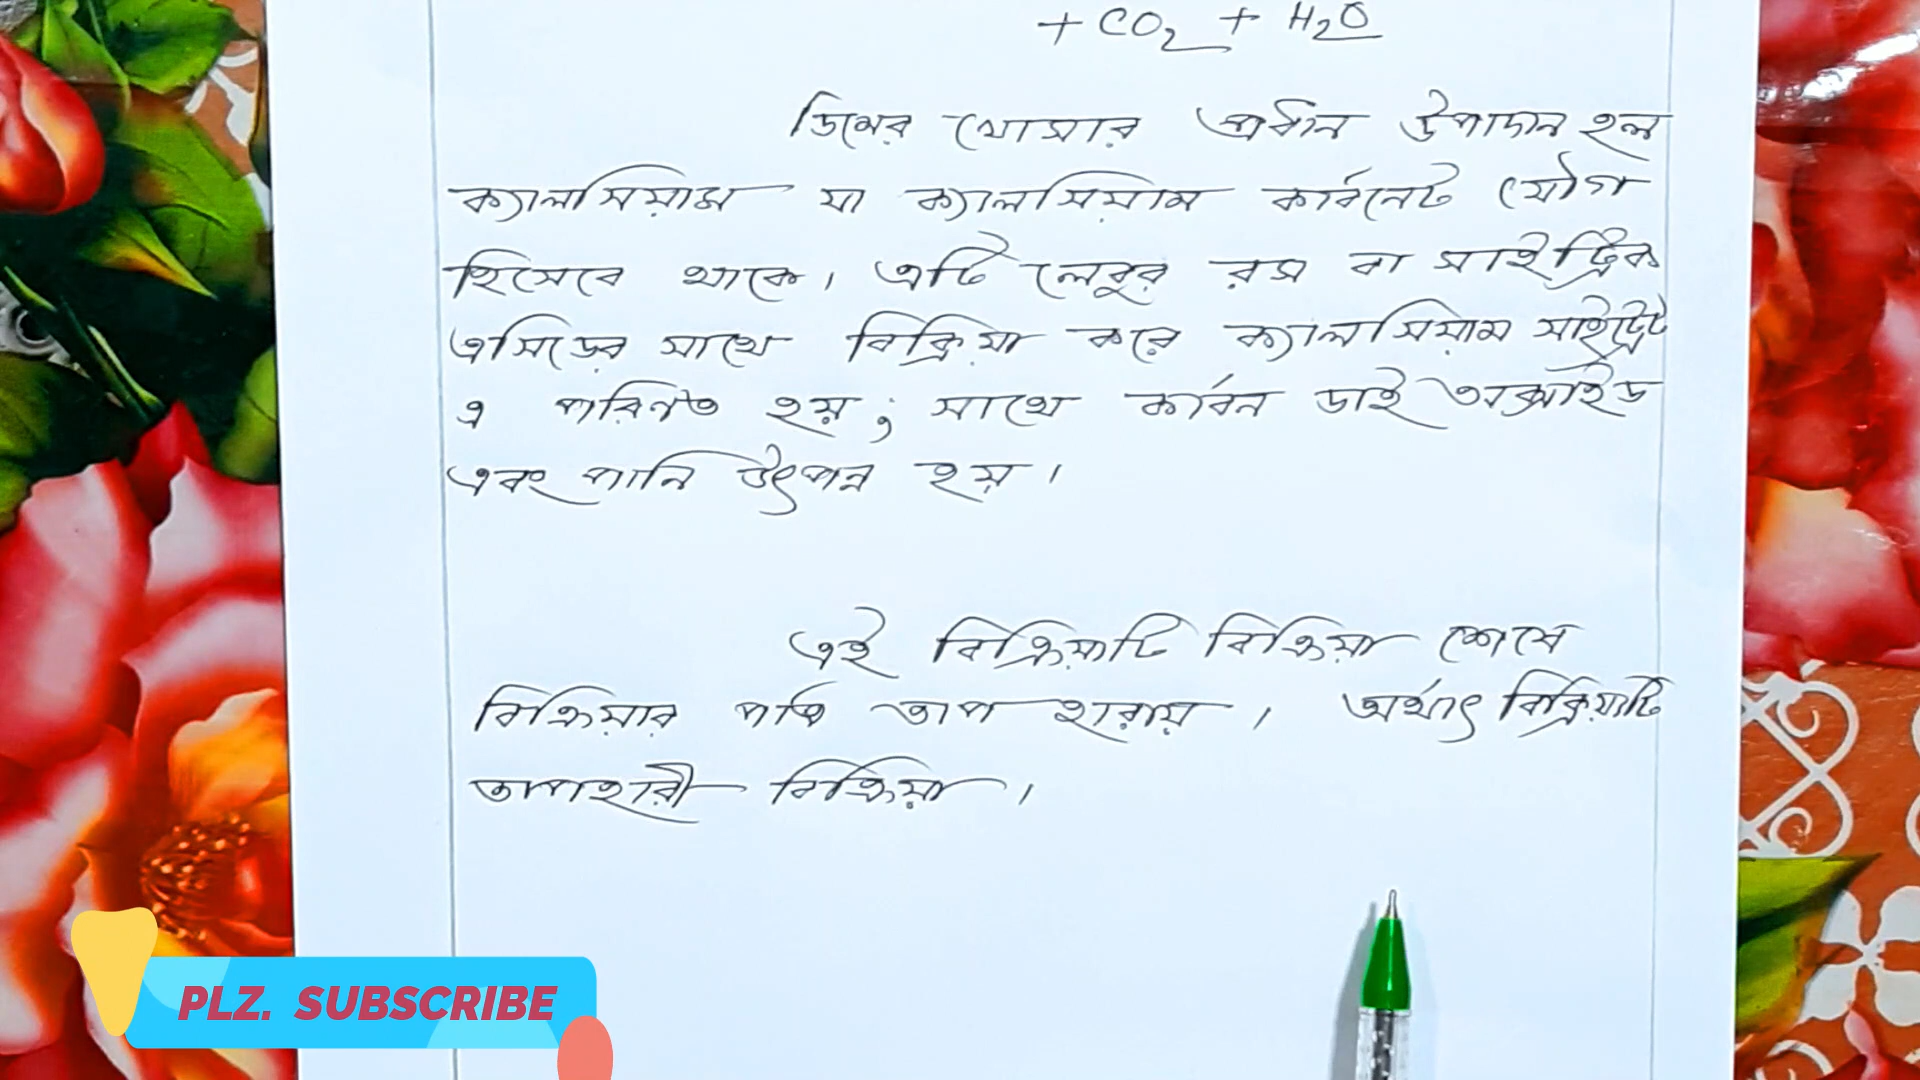 + CO₂ + H₂O
ডিমের খোসার প্রধান উপাদান হল
ক্যালসিয়াম যা ক্যালসিয়াম কার্বনেট যৌগ
হিসেবে থাকে। এটি লেবুর রস বা সাইট্রিক
এসিডের সাথে বিক্রিয়া করে ক্যালসিয়াম সাইট্রেট
এ পরিণত হয়; সাথে কার্বন ডাই অক্সাইড
এবং পানি উৎপন্ন হয়।
এই বিক্রিয়াটি বিক্রিয়া শেষে
বিক্রিয়ার তাপ হারায়। অর্থাৎ বিক্রিয়াটি
তাপহারী বিক্রিয়া।
PLZ. SUBSCRIBE